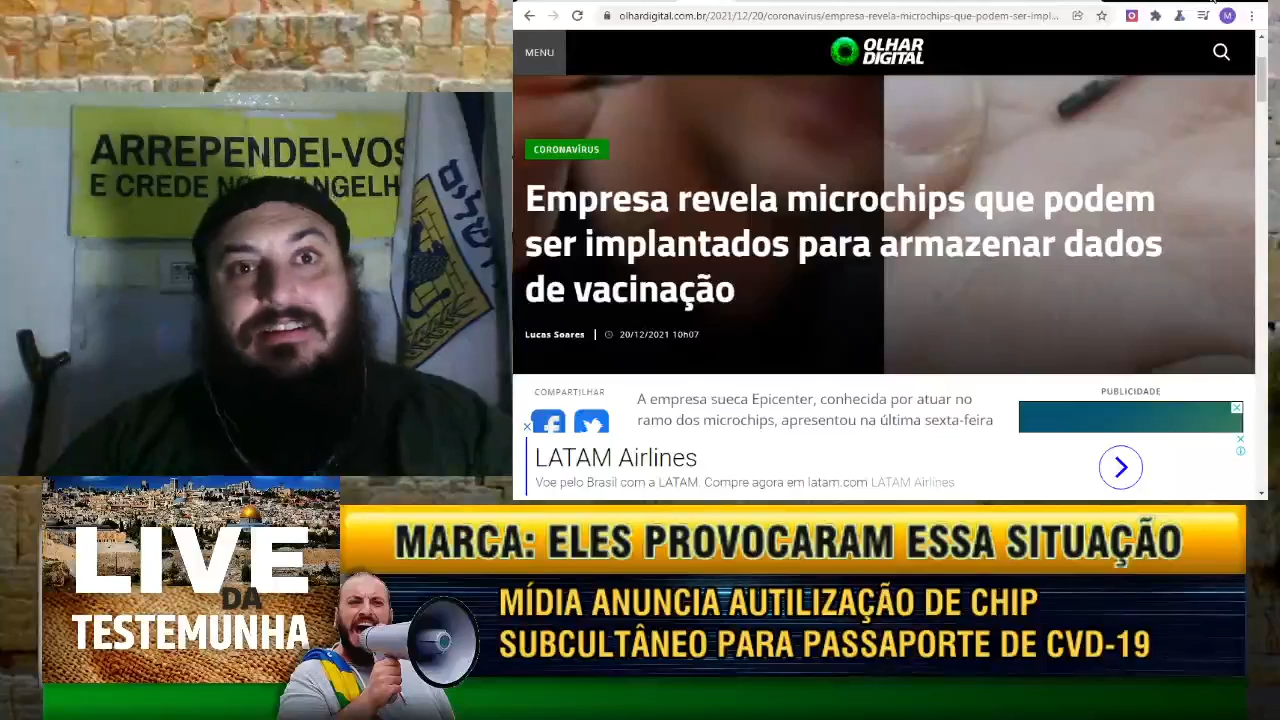 ARREPENDEI-VOS
E CREDE NO EVANGELH
ירושלים
olhardigital.com.br/2021/12/20/coronavirus/empresa-revela-microchips-que-podem-ser-impl...
M
MENU
OLHAR
DIGITAL
CORONAVÍRUS
Empresa revela microchips que podem
ser implantados para armazenar dados
de vacinação
Lucas Soares
20/12/2021 10h07
COMPARTILHAR
A empresa sueca Epicenter, conhecida por atuar no
ramo dos microchips, apresentou na última sexta-feira
PUBLICIDADE
LATAM Airlines
Voe pelo Brasil com a LATAM. Compre agora em latam.com LATAM Airlines
LIVE
DA
TESTEMUNHA
MARCA: ELES PROVOCARAM ESSA SITUAÇÃO
MÍDIA ANUNCIA AUTILIZAÇÃO DE CHIP
SUBCULTÂNEO PARA PASSAPORTE DE CVD-19